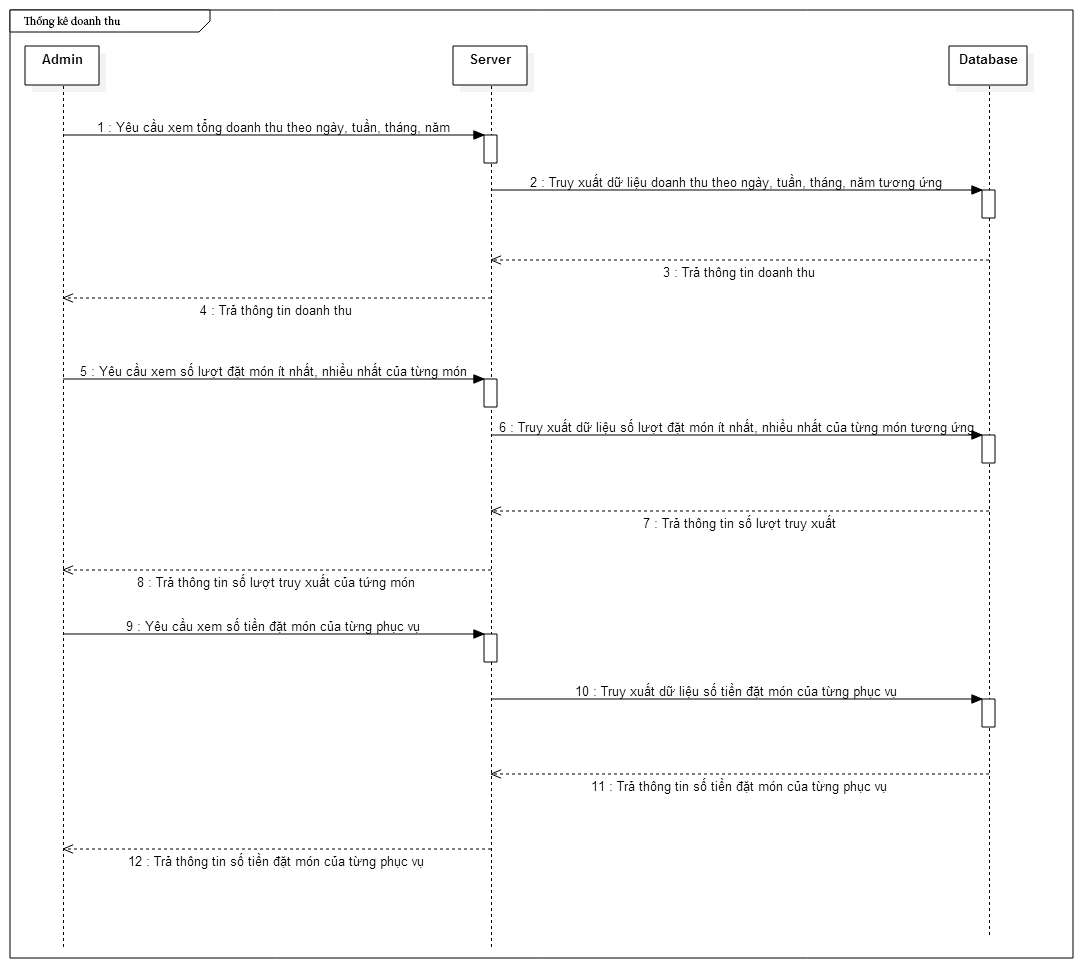 Thống kê doanh thu
Admin
Server
Database
1 : Yêu cầu xem tổng doanh thu theo ngày, tuần, tháng, năm
2 : Truy xuất dữ liệu doanh thu theo ngày, tuần, tháng, năm tương ứng
3 : Trả thông tin doanh thu
4 : Trả thông tin doanh thu
5 : Yêu cầu xem số lượt đặt món ít nhất, nhiều nhất của từng món
6 : Truy xuất dữ liệu số lượt đặt món ít nhất, nhiều nhất của từng món tương ứng
7 : Trả thông tin số lượt truy xuất
8 : Trả thông tin số lượt truy xuất của tứng món
9 : Yêu cầu xem số tiền đặt món của từng phục vụ
10 : Truy xuất dữ liệu số tiền đặt món của từng phục vụ
11 : Trả thông tin số tiền đặt món của từng phục vụ
12 : Trả thông tin số tiền đặt món của từng phục vụ